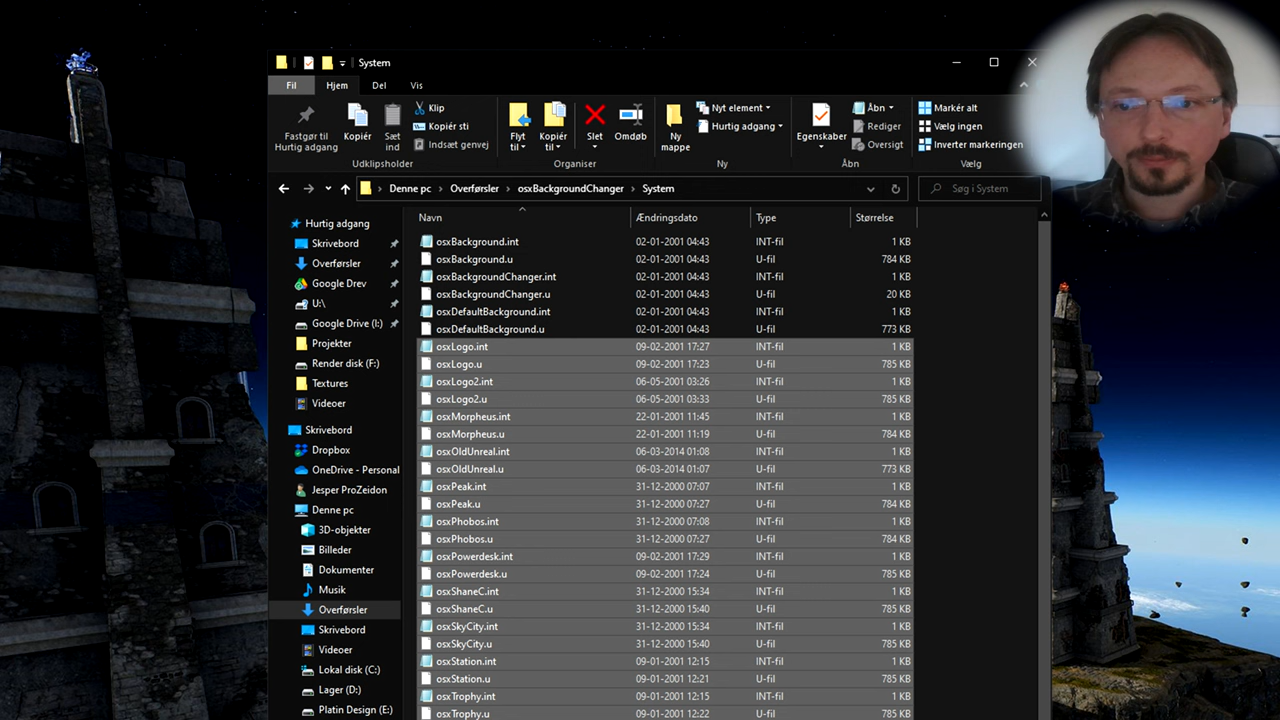 System
Fil Hjem Del Vis
Fastgør til Hurtig adgang
Kopiér
Sæt ind
Klip
Kopiér sti
Indsæt genvej
Udklipsholder
Flyt til
Kopiér til
Slet
Omdøb
Organiser
Ny mappe
Nyt element
Hurtig adgang
Ny
Egenskaber
Åbn
Rediger
Oversigt
Åbn
Markér alt
Vælg ingen
Inverter markeringen
Vælg
Denne pc Overførsler osxBackgroundChanger System
Søg i System
Hurtig adgang
Skrivebord
Overførsler
Google Drev
U:\
Google Drive (I:)
Projekter
Render disk (F:)
Textures
Videoer
Skrivebord
Dropbox
OneDrive - Personal
Jesper ProZeidon
Denne pc
3D-objekter
Billeder
Dokumenter
Musik
Overførsler
Skrivebord
Videoer
Lokal disk (C:)
Lager (D:)
Platin Design (E:)
Navn Ændringsdato Type Størrelse
osxBackground.int 02-01-2001 04:43 INT-fil 1 KB
osxBackground.u 02-01-2001 04:43 U-fil 784 KB
osxBackgroundChanger.int 02-01-2001 04:43 INT-fil 1 KB
osxBackgroundChanger.u 02-01-2001 04:43 U-fil 20 KB
osxDefaultBackground.int 02-01-2001 04:43 INT-fil 1 KB
osxDefaultBackground.u 02-01-2001 04:43 U-fil 773 KB
osxLogo.int 09-02-2001 17:27 INT-fil 1 KB
osxLogo.u 09-02-2001 17:23 U-fil 785 KB
osxLogo2.int 06-05-2001 03:26 INT-fil 1 KB
osxLogo2.u 06-05-2001 03:33 U-fil 785 KB
osxMorpheus.int 22-01-2001 11:45 INT-fil 1 KB
osxMorpheus.u 22-01-2001 11:19 U-fil 784 KB
osxOldUnreal.int 06-03-2014 01:08 INT-fil 1 KB
osxOldUnreal.u 06-03-2014 01:07 U-fil 773 KB
osxPeak.int 31-12-2000 07:07 INT-fil 1 KB
osxPeak.u 31-12-2000 07:27 U-fil 784 KB
osxPhobos.int 31-12-2000 07:08 INT-fil 1 KB
osxPhobos.u 31-12-2000 07:27 U-fil 784 KB
osxPowerdesk.int 09-02-2001 17:29 INT-fil 1 KB
osxPowerdesk.u 09-02-2001 17:24 U-fil 785 KB
osxShaneC.int 31-12-2000 15:34 INT-fil 1 KB
osxShaneC.u 31-12-2000 15:40 U-fil 785 KB
osxSkyCity.int 31-12-2000 15:34 INT-fil 1 KB
osxSkyCity.u 31-12-2000 15:40 U-fil 785 KB
osxStation.int 09-01-2001 12:15 INT-fil 1 KB
osxStation.u 09-01-2001 12:21 U-fil 785 KB
osxTrophy.int 09-01-2001 12:15 INT-fil 1 KB
osxTrophy.u 09-01-2001 12:22 U-fil 785 KB